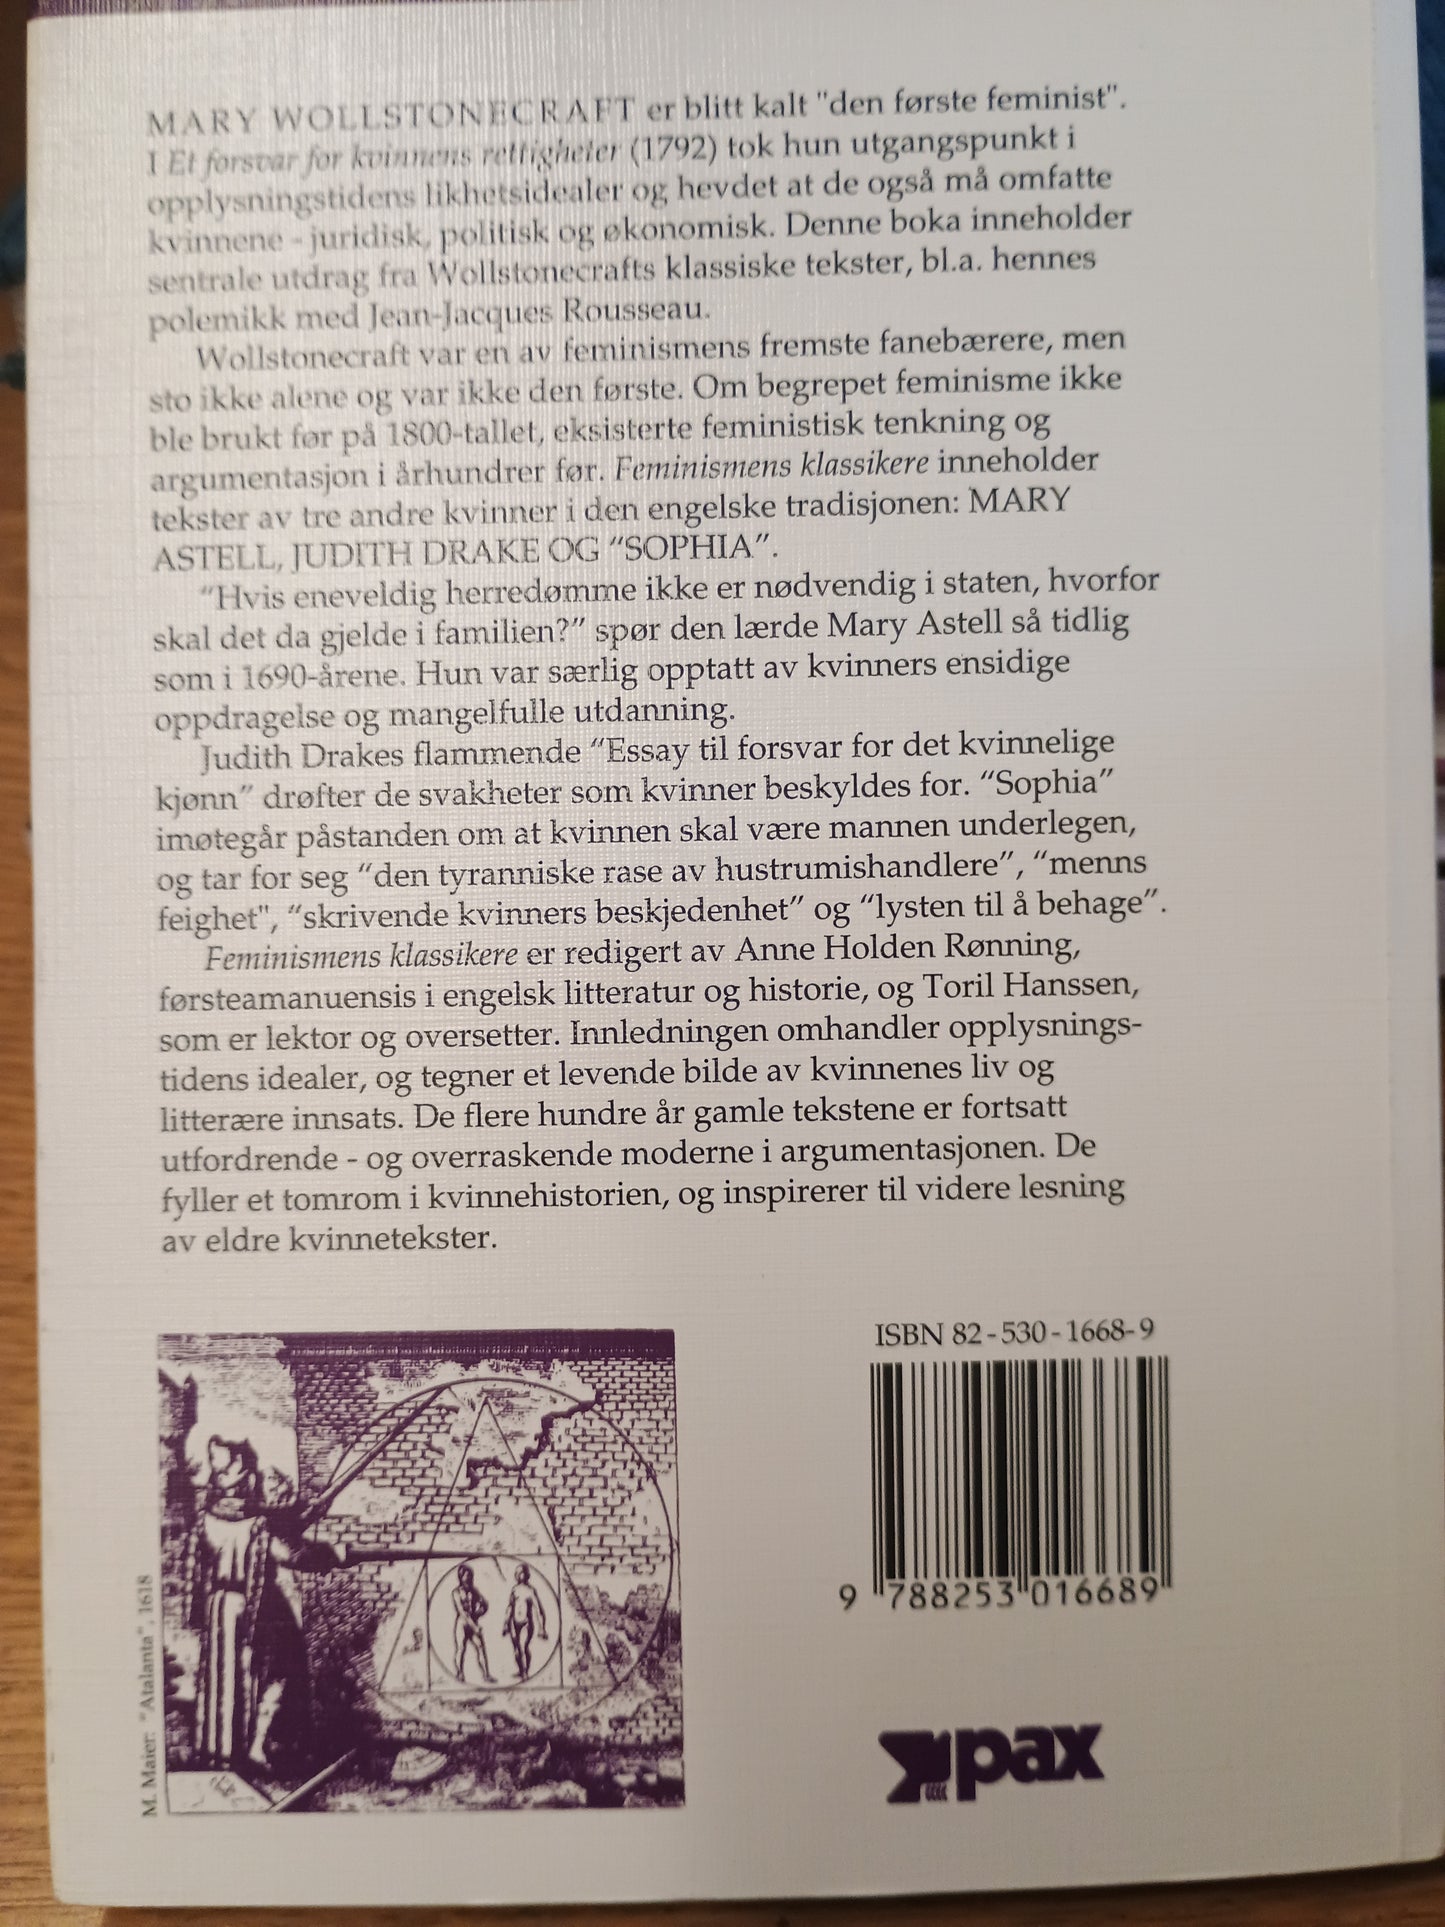 MARY WOLLSTONECRAFT er blitt kalt "den første feminist".
I Et forsvar for kvinnens rettigheter (1792) tok hun utgangspunkt i
opplysningstidens likhetsidealer og hevdet at de også må omfatte
kvinnene - juridisk, politisk og økonomisk. Denne boka inneholder
sentrale utdrag fra Wollstonecrafts klassiske tekster, bl.a. hennes
polemikk med Jean-Jacques Rousseau.
Wollstonecraft var en av feminismens fremste fanebærere, men
sto ikke alene og var ikke den første. Om begrepet feminisme ikke
ble brukt før på 1800-tallet, eksisterte feministisk tenkning og
argumentasjon i århundrer før. Feminismens klassikere inneholder
tekster av tre andre kvinner i den engelske tradisjonen: MARY
ASTELL, JUDITH DRAKE OG “SOPHIA”.
“Hvis eneveldig herredømme ikke er nødvendig i staten, hvorfor
skal det da gjelde i familien?” spør den lærde Mary Astell så tidlig
som i 1690-årene. Hun var særlig opptatt av kvinners ensidige
oppdragelse og mangelfulle utdanning.
Judith Drakes flammende “Essay til forsvar for det kvinnelige
kjønn” drøfter de svakheter som kvinner beskyldes for. “Sophia”
imøtegår påstanden om at kvinnen skal være mannen underlegen,
og tar for seg “den tyranniske rase av hustrumishandlere”, “menns
feighet", “skrivende kvinners beskjedenhet” og “lysten til å behage”.
Feminismens klassikere er redigert av Anne Holden Rønning,
førsteamanuensis i engelsk litteratur og historie, og Toril Hanssen,
som er lektor og oversetter. Innledningen omhandler opplysnings-
tidens idealer, og tegner et levende bilde av kvinnenes liv og
litterære innsats. De flere hundre år gamle tekstene er fortsatt
utfordrende - og overraskende moderne i argumentasjonen. De
fyller et tomrom i kvinnehistorien, og inspirerer til videre lesning
av eldre kvinnetekster.
M. Maier: "Atalanta", 1618
ISBN 82-530-1668-9
9 788253 016689
pax